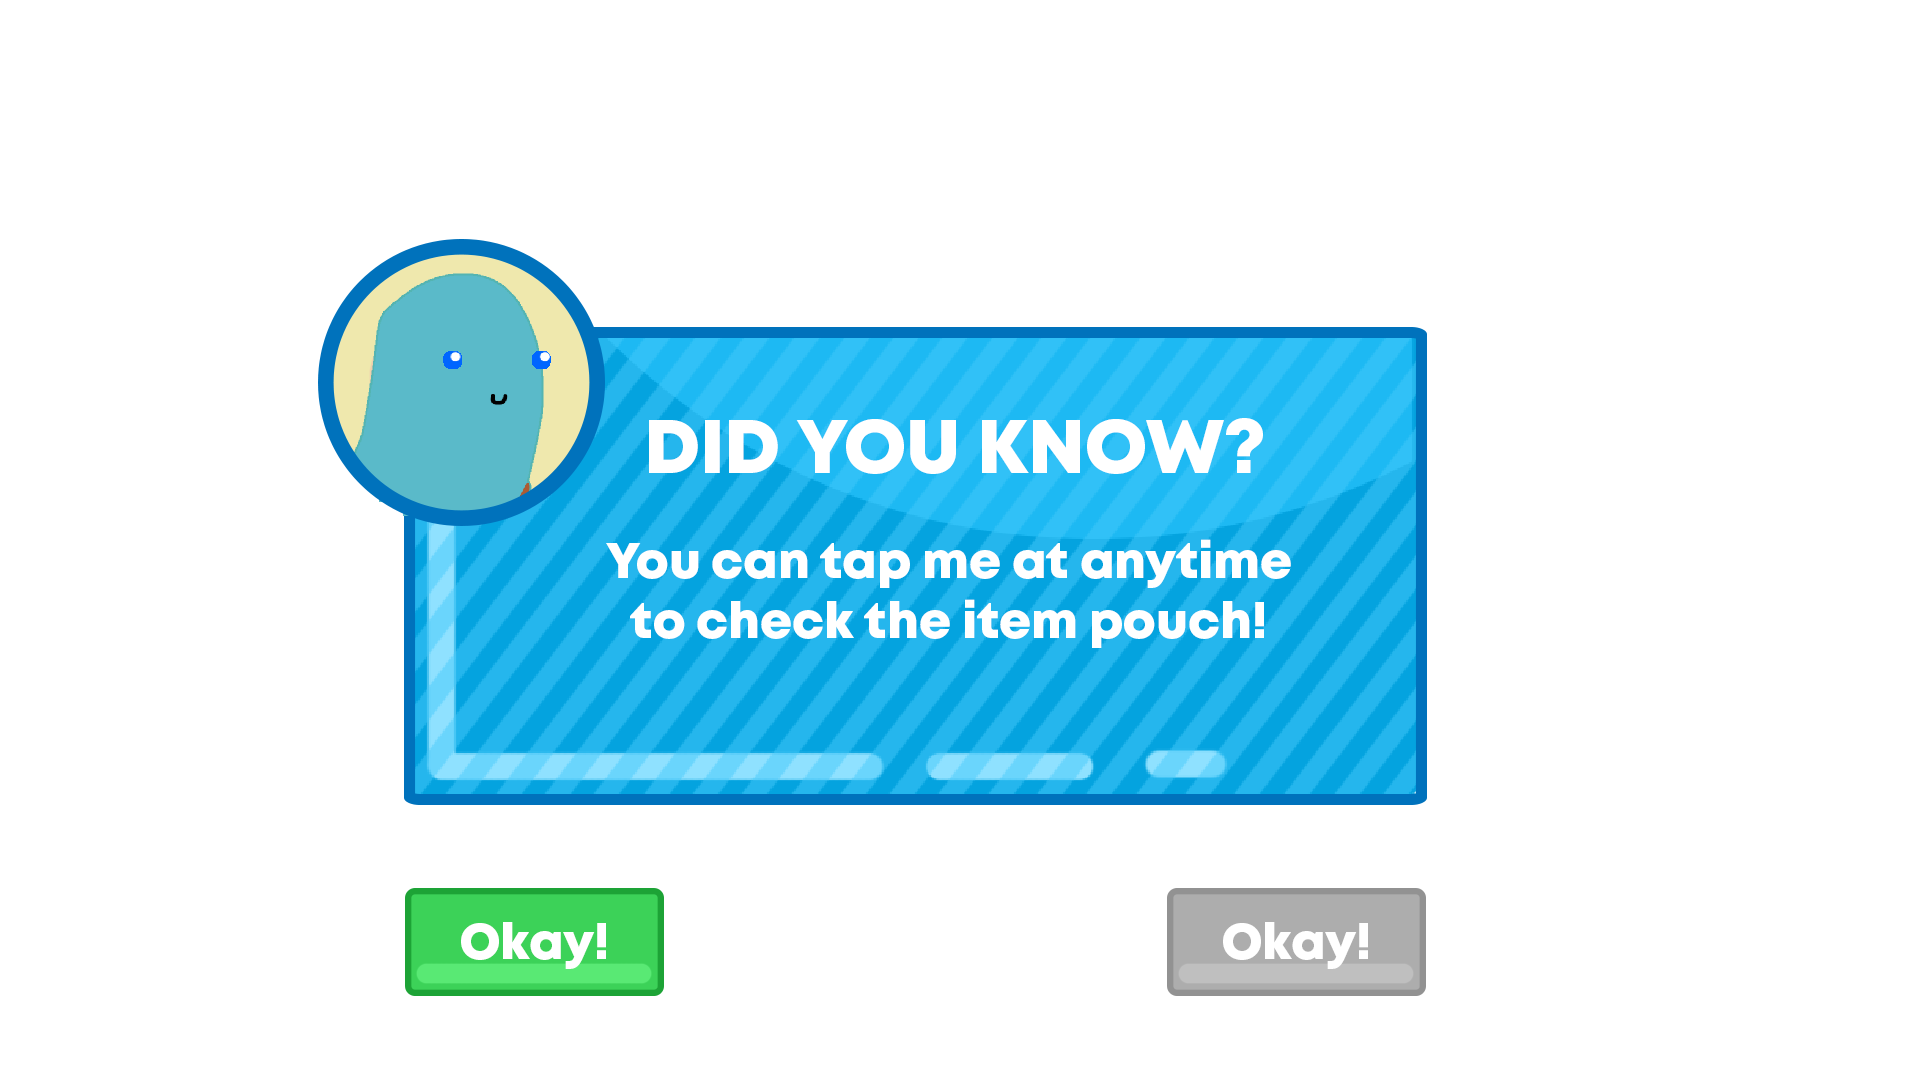 DID YOU KNOW?
You can tap me at anytime
to check the item pouch!
Okay!
Okay!